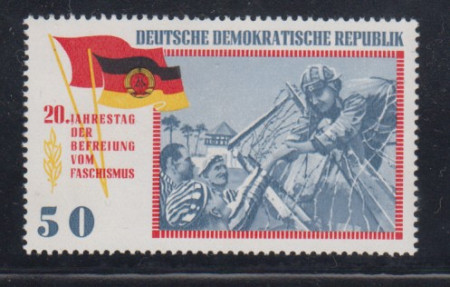 DEUTSCHE DEMOKRATISCHE REPUBLIK
20. JAHRESTAG
DER
BEFREIUNG
VOM
FASCHISMUS
50